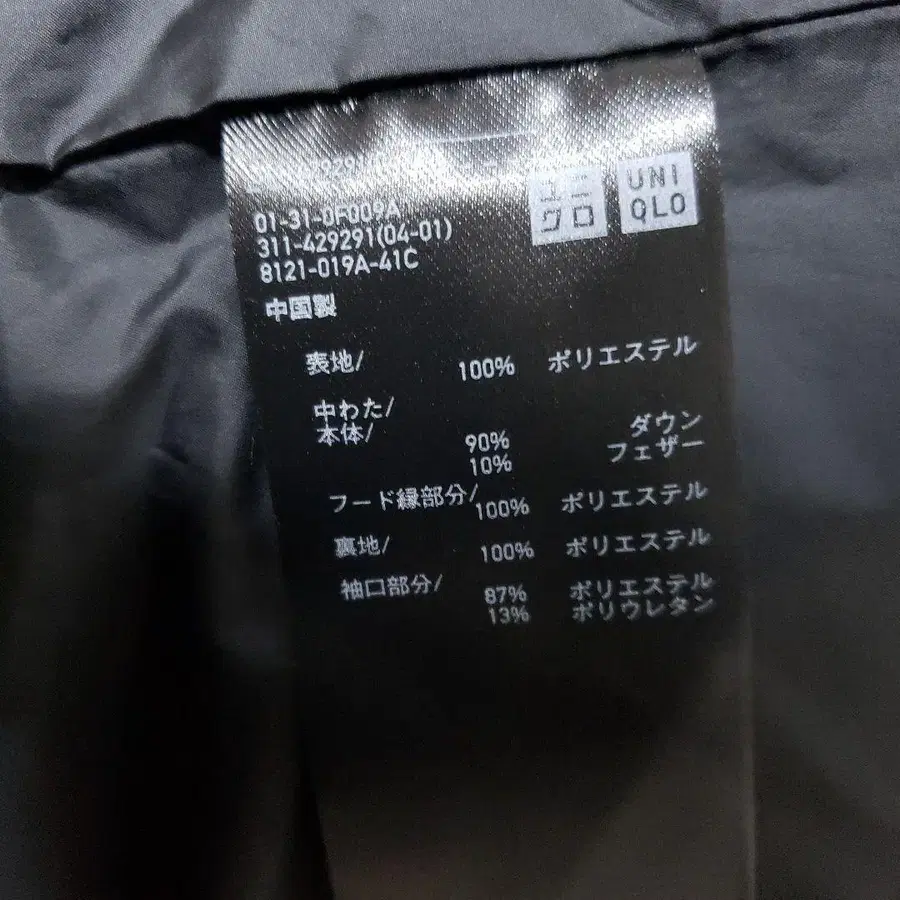 ユニ
クロ
UNI
QLO
01-31-0F009A
311-429291(04-01)
8121-019A-41C
中国製
表地/ 100% ポリエステル
中わた/
本体/ 90% ダウン
10% フェザー
フード縁部分/ 100% ポリエステル
裏地/ 100% ポリエステル
袖口部分/ 87% ポリエステル
13% ポリウレタン